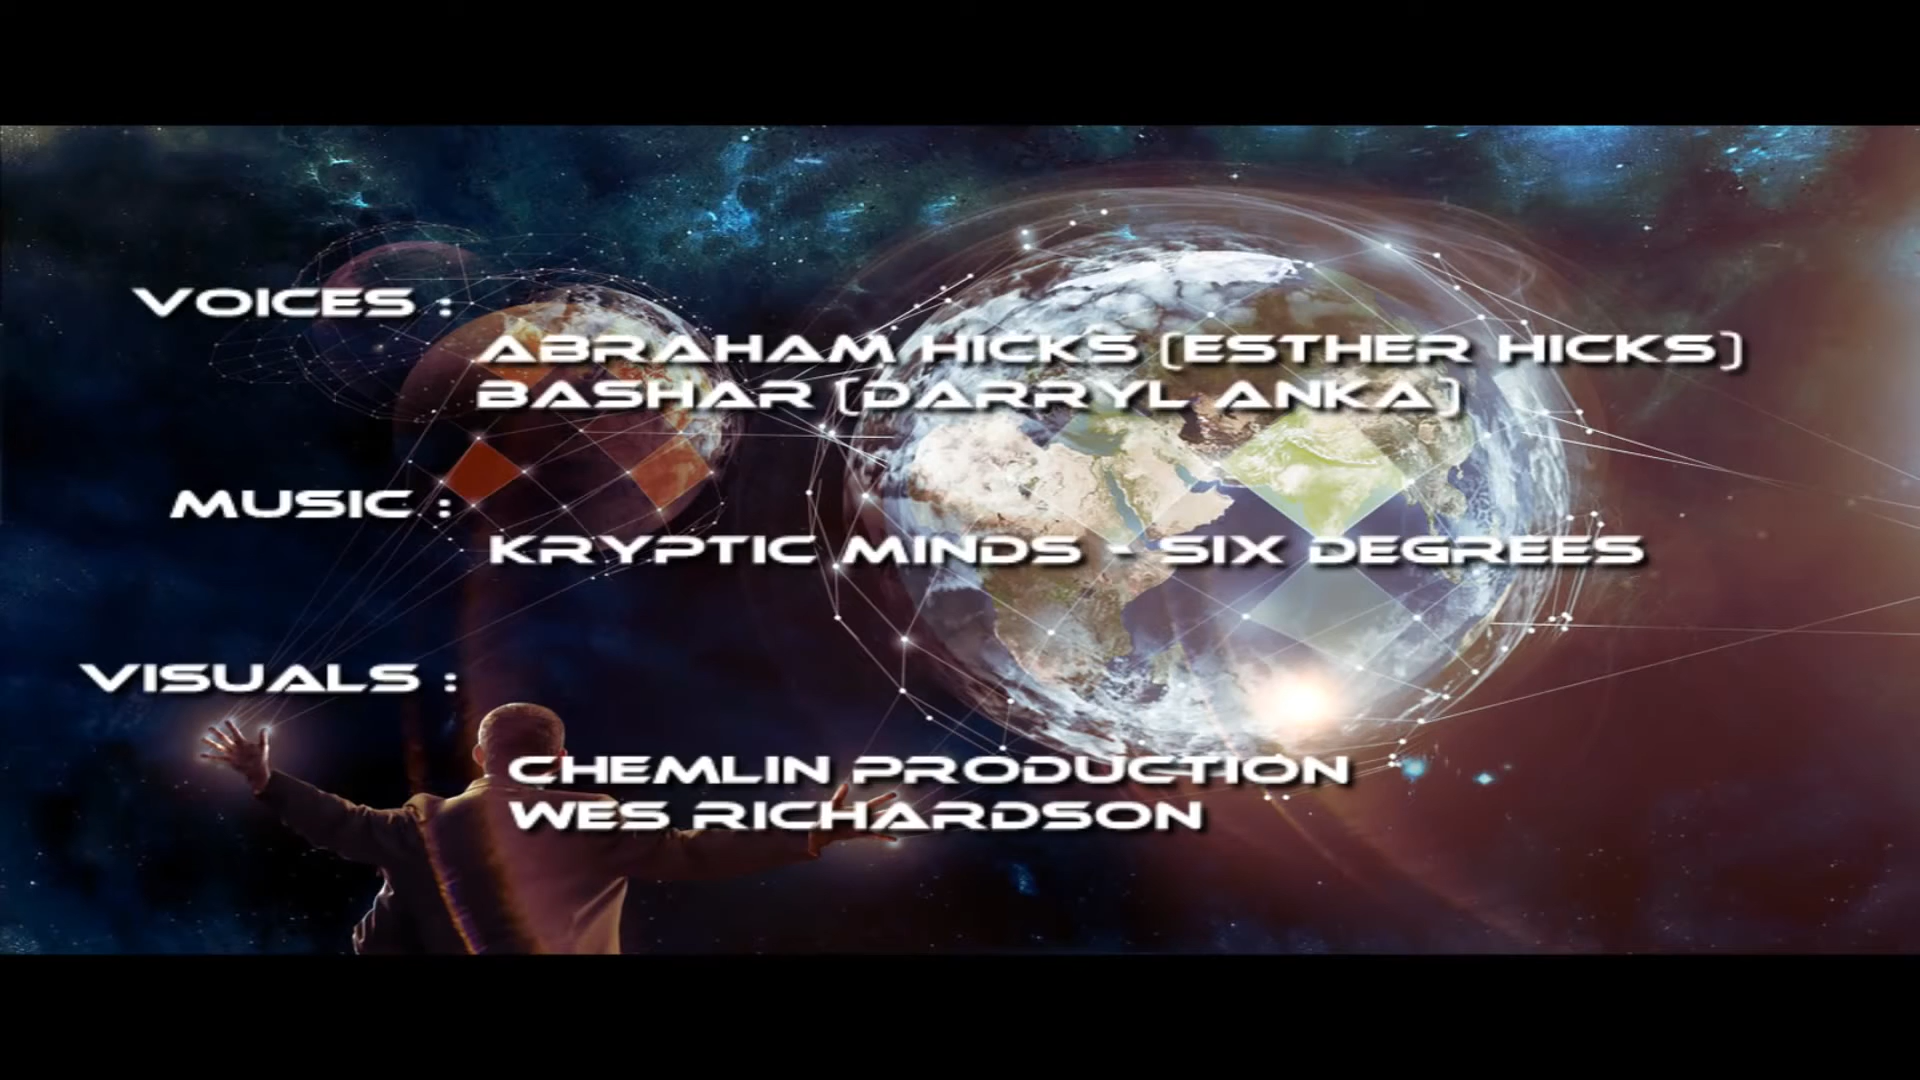 VOICES :
ABRAHAM HICKS (ESTHER HICKS)
BASHAR (DARRYL ANKA)
MUSIC :
KRYPTIC MINDS - SIX DEGREES
VISUALS :
CHEMLIN PRODUCTION
WES RICHARDSON